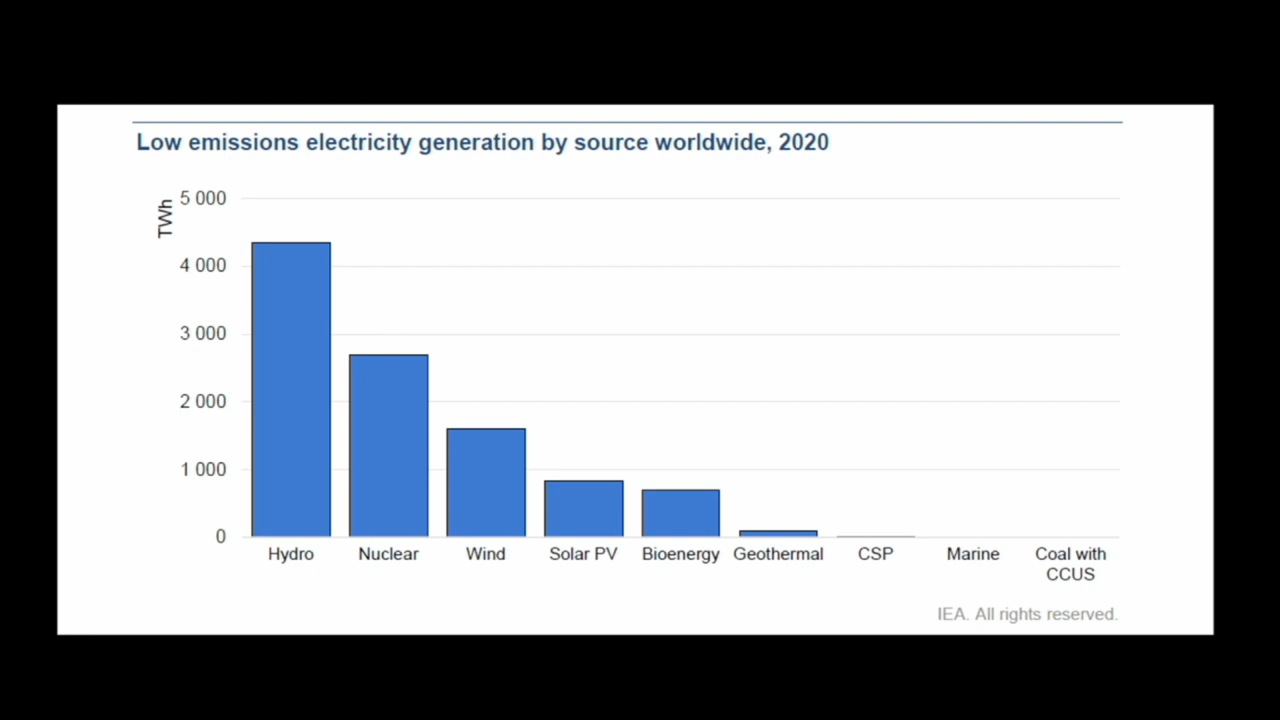 Low emissions electricity generation by source worldwide, 2020
TWh
5 000
4 000
3 000
2 000
1 000
0
Hydro Nuclear Wind Solar PV Bioenergy Geothermal CSP Marine Coal with CCUS
IEA. All rights reserved.